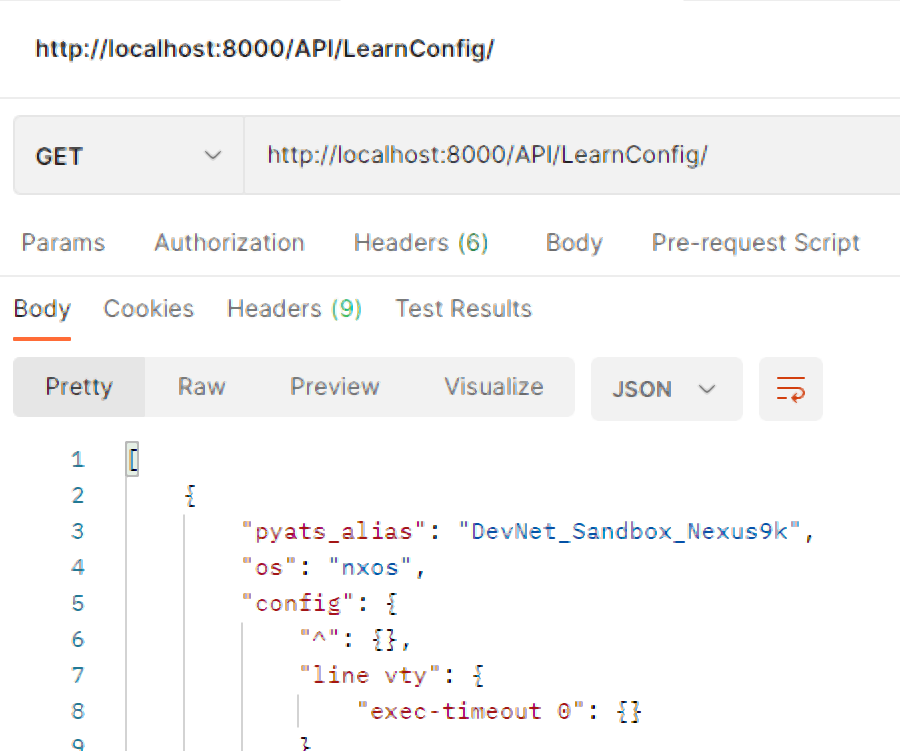 http://localhost:8000/API/LearnConfig/
GET http://localhost:8000/API/LearnConfig/
Params Authorization Headers (6) Body Pre-request Script
Body Cookies Headers (9) Test Results
Pretty Raw Preview Visualize JSON
1 [
2 {
3 "pyats_alias": "DevNet_Sandbox_Nexus9k",
4 "os": "nxos",
5 "config": {
6 "^": {},
7 "line vty": {
8 "exec-timeout 0": {}
9 }